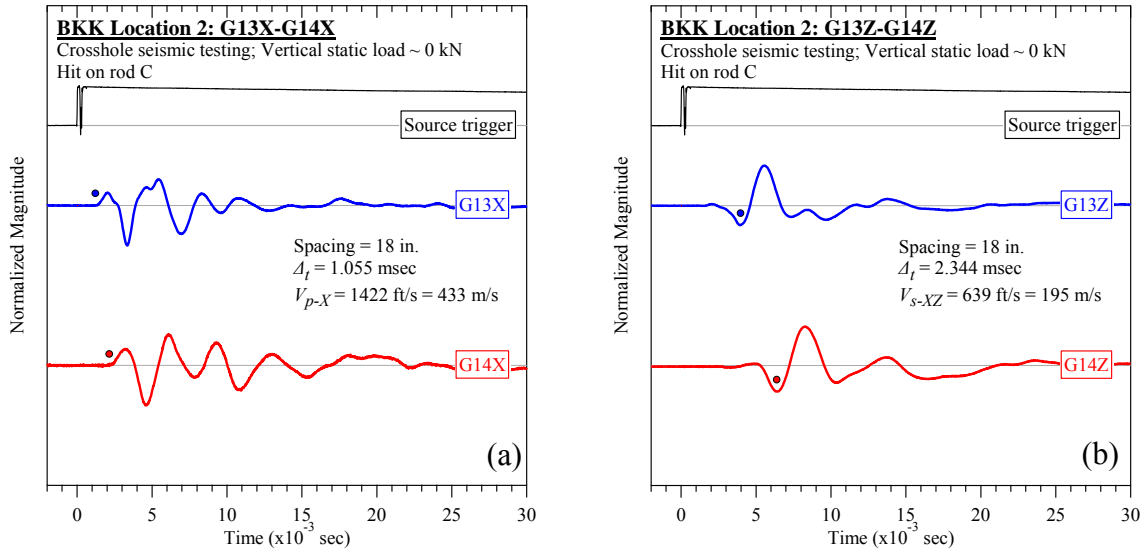 BKK Location 2: G13X-G14X
Crosshole seismic testing; Vertical static load ~ 0 kN
Hit on rod C
Source trigger
G13X
Spacing = 18 in.
Δt = 1.055 msec
Vp-X = 1422 ft/s = 433 m/s
G14X
(a)
Normalized Magnitude
0 5 10 15 20 25 30
Time (x10-3 sec)
BKK Location 2: G13Z-G14Z
Crosshole seismic testing; Vertical static load ~ 0 kN
Hit on rod C
Source trigger
G13Z
Spacing = 18 in.
Δt = 2.344 msec
Vs-XZ = 639 ft/s = 195 m/s
G14Z
(b)
Normalized Magnitude
0 5 10 15 20 25 30
Time (x10-3 sec)